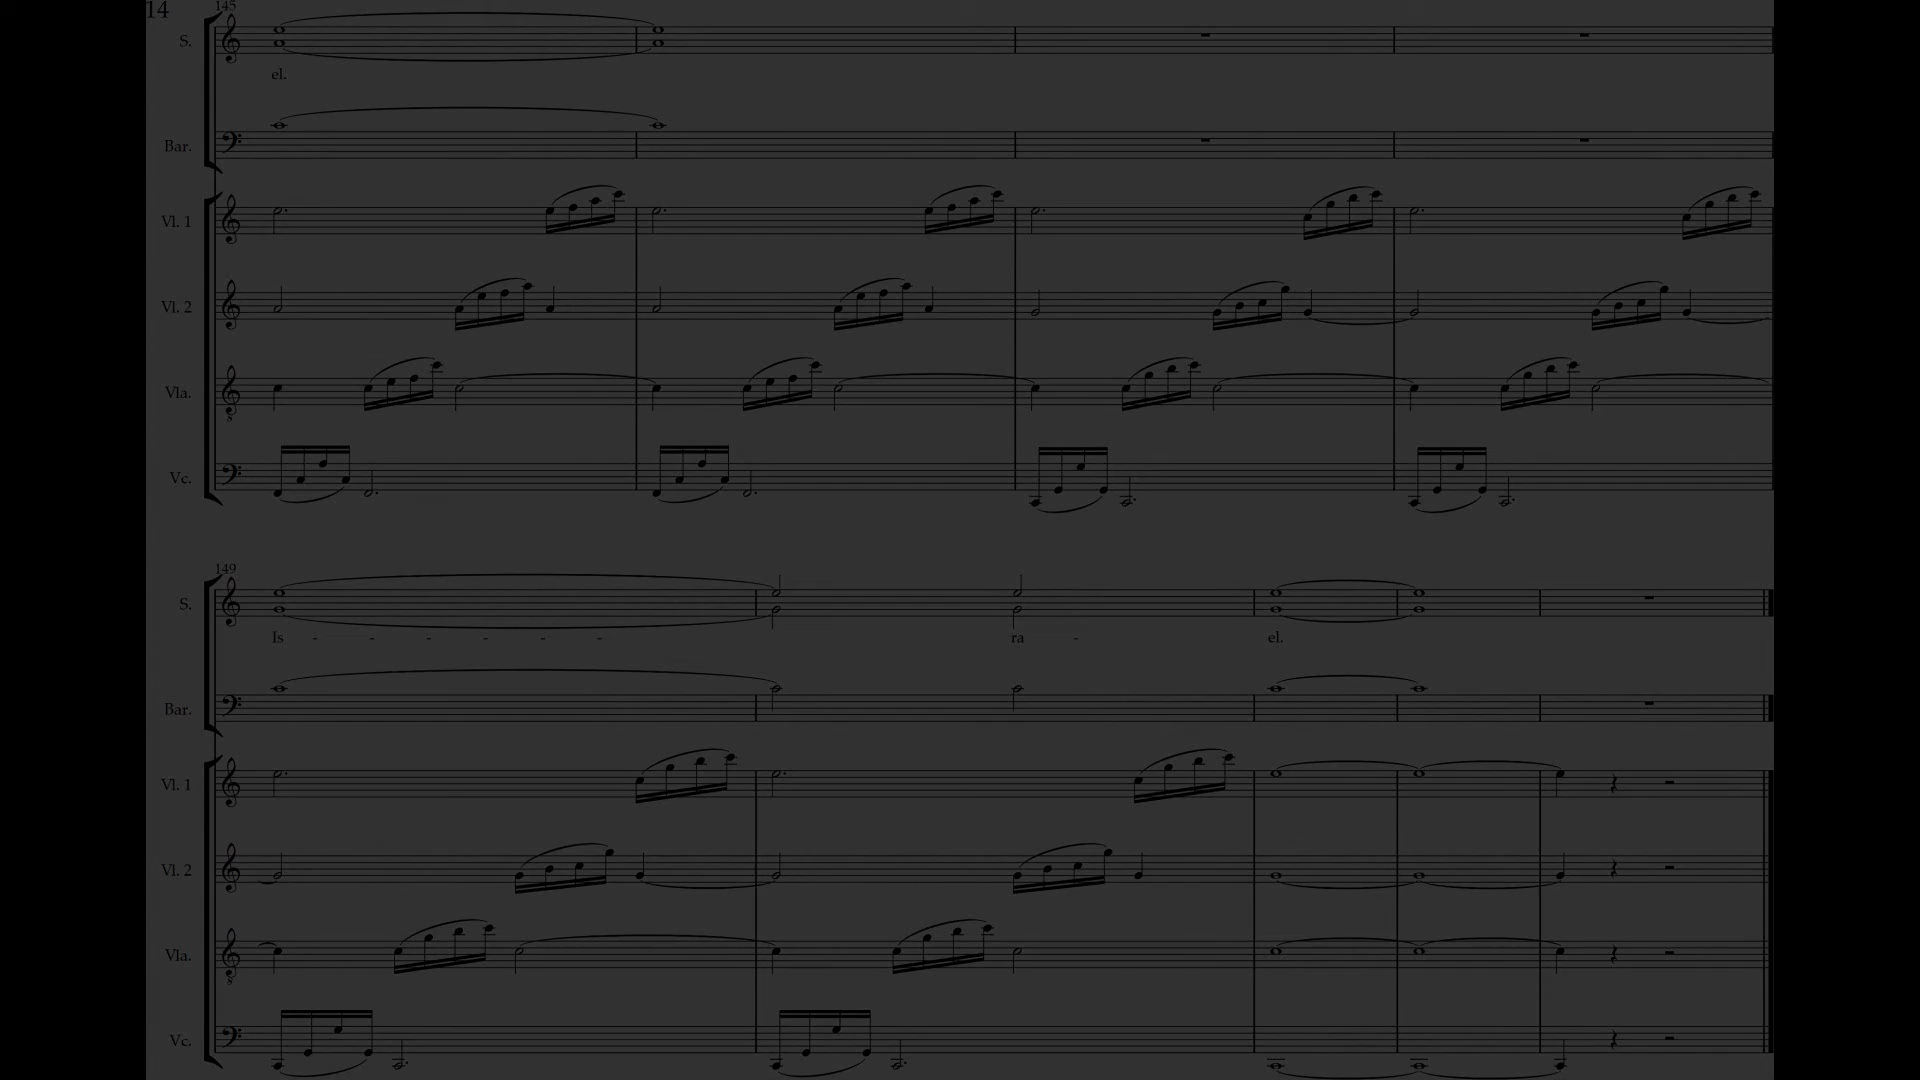 14
145
S.
el.
Bar.
Vl. 1
Vl. 2
Vla.
Vc.
149
S.
Is - - - - - - ra - el.
Bar.
Vl. 1
Vl. 2
Vla.
Vc.